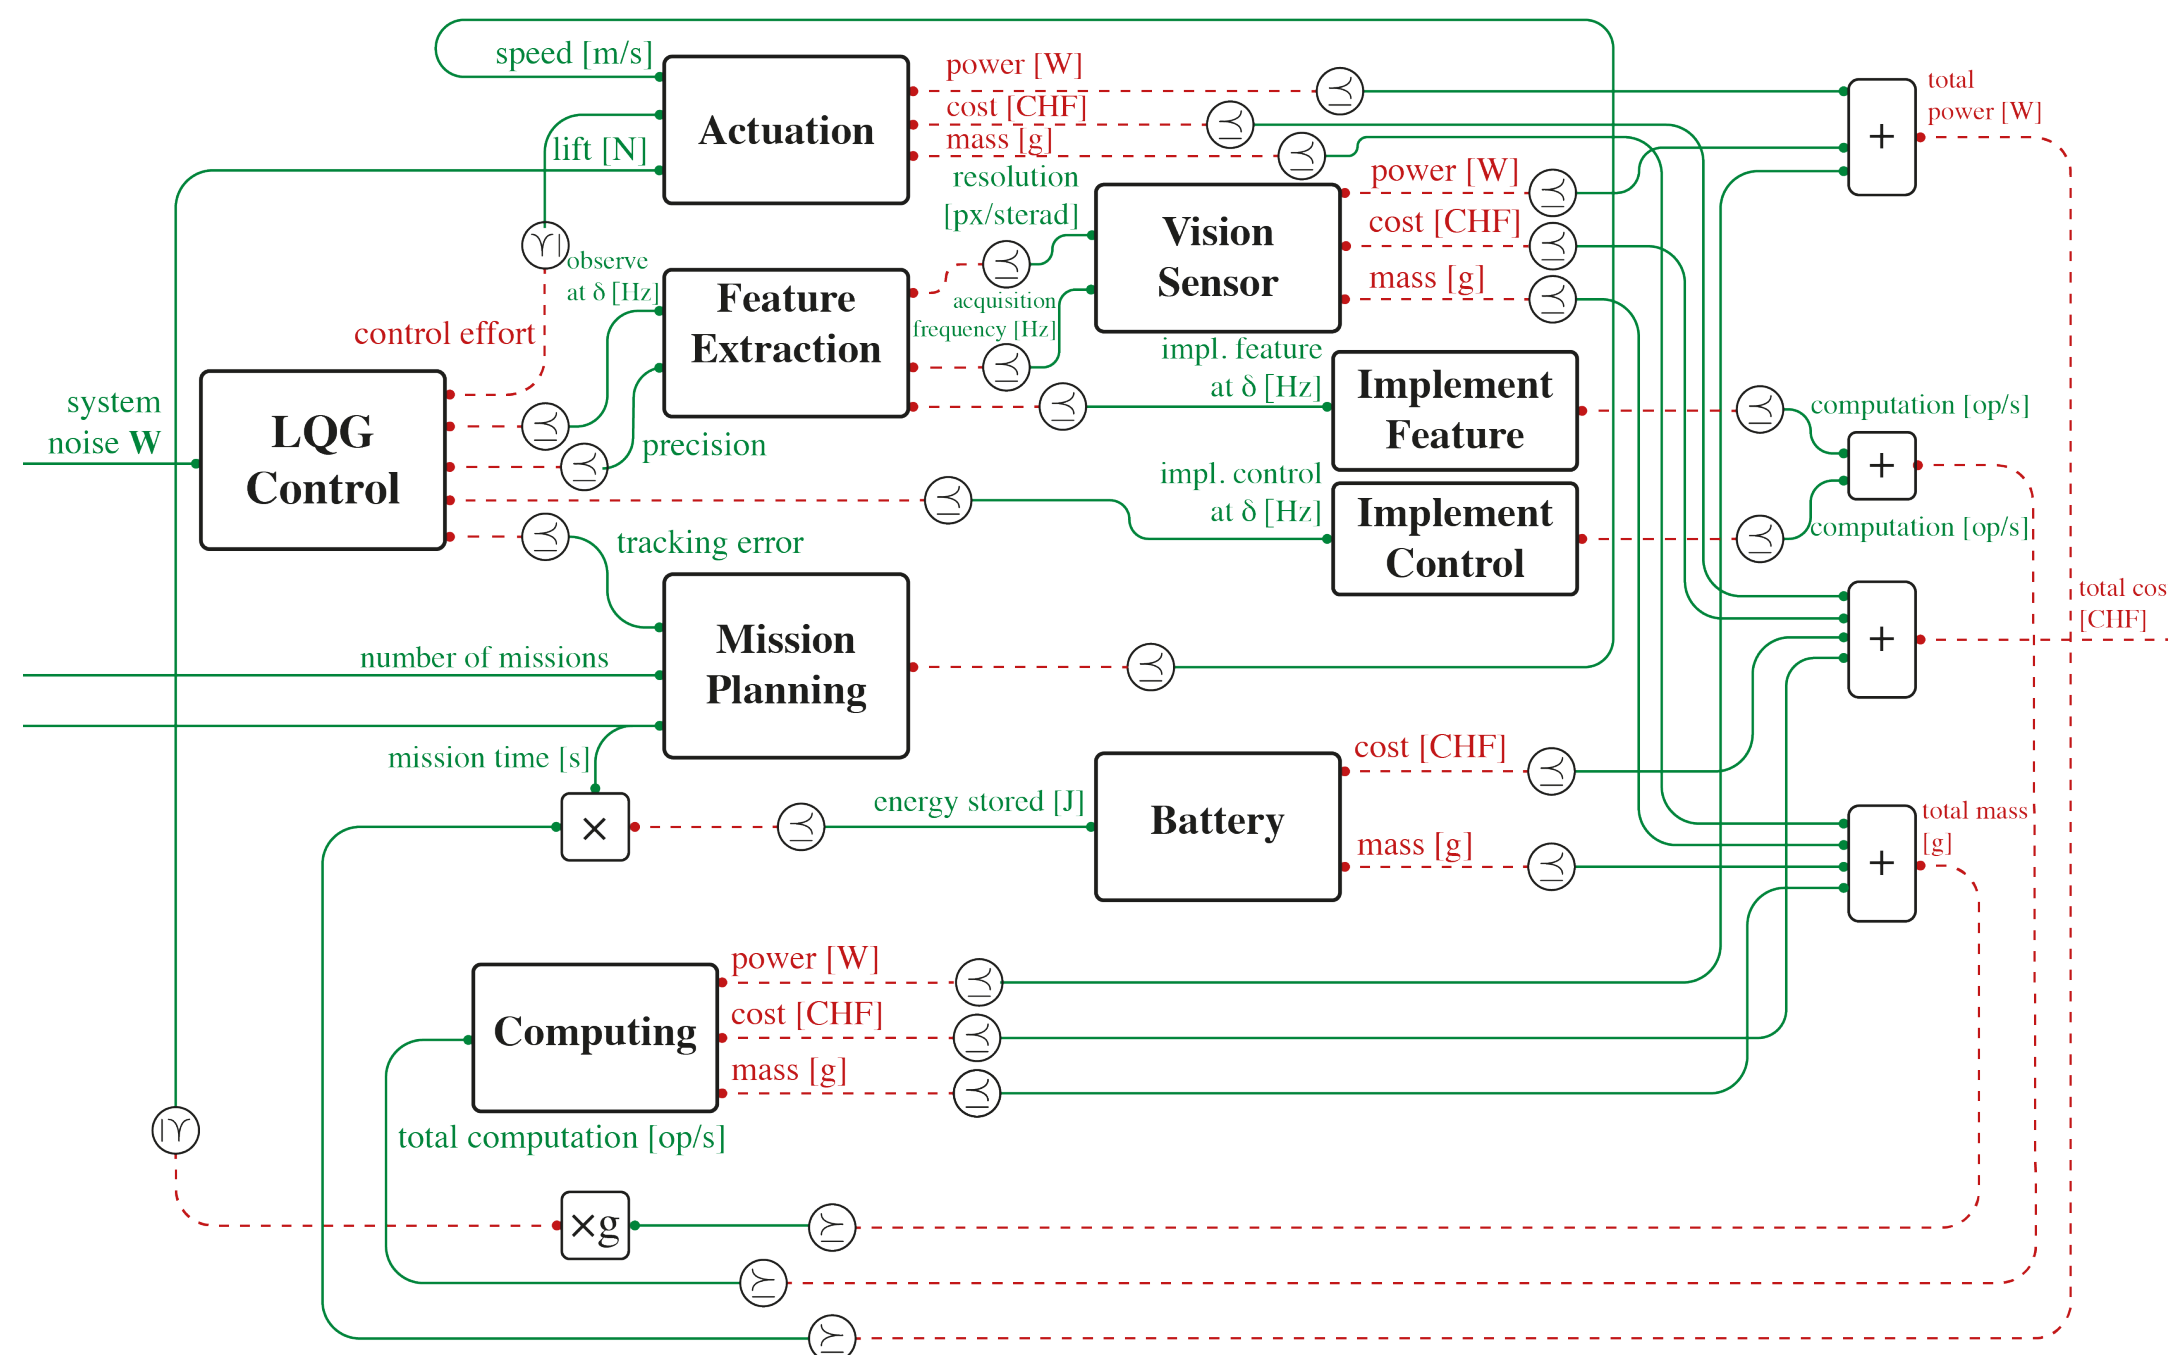 speed [m/s]
lift [N]
Actuation
power [W]
cost [CHF]
mass [g]
total
power [W]
+
resolution
[px/sterad]
Vision
Sensor
power [W]
cost [CHF]
mass [g]
observe
at δ [Hz]
Feature
Extraction
acquisition
frequency [Hz]
control effort
system
noise W
LQG
Control
precision
impl. feature
at δ [Hz]
Implement
Feature
computation [op/s]
+
impl. control
at δ [Hz]
Implement
Control
computation [op/s]
tracking error
number of missions
Mission
Planning
+
total cos
[CHF]
mission time [s]
×
energy stored [J]
Battery
cost [CHF]
mass [g]
+
total mass
[g]
Computing
power [W]
cost [CHF]
mass [g]
total computation [op/s]
×g